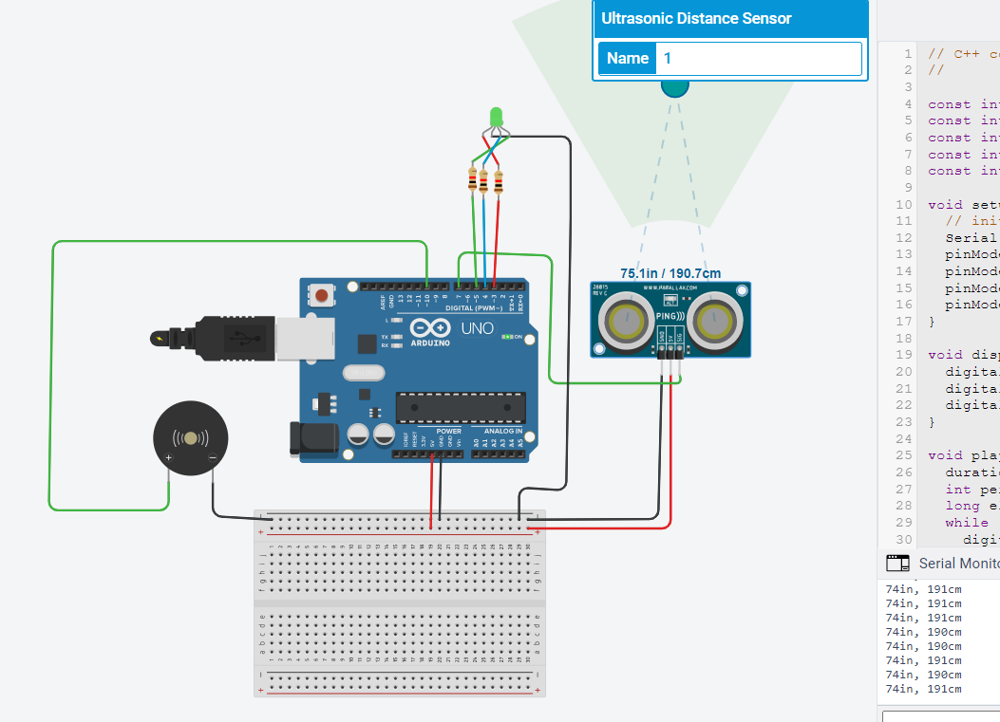 Ultrasonic Distance Sensor
Name 1
75.1in / 190.7cm
28015
REV C
WWW.PARALLAX.COM
PING)))
GND
5V
SIG
AREF
GND
13
12
~11
~10
~9
8
7
~6
~5
4
~3
2
TX→1
RX←0
DIGITAL (PWM~)
L
TX
RX
UNO
ARDUINO
ON
POWER
ANALOG IN
IOREF
RESET
3.3V
5V
GND
GND
Vin
A0
A1
A2
A3
A4
A5
1 // C++ co
2 //
3
4 const int
5 const int
6 const int
7 const int
8 const int
9
10 void setu
11 // init
12 Serial
13 pinMode
14 pinMode
15 pinMode
16 pinMode
17 }
18
19 void disp
20 digital
21 digital
22 digital
23 }
24
25 void play
26 duratio
27 int per
28 long el
29 while
30 digit
Serial Monito
74in, 191cm
74in, 191cm
74in, 191cm
74in, 190cm
74in, 190cm
74in, 191cm
74in, 190cm
74in, 191cm